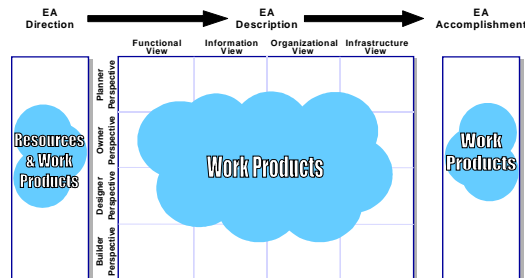 EA
Direction
EA
Description
EA
Accomplishment
Functional
View
Information
View
Organizational
View
Infrastructure
View
Planner
Perspective
Owner
Perspective
Designer
Perspective
Builder
Perspective
Resources
& Work
Products
Work Products
Work
Products